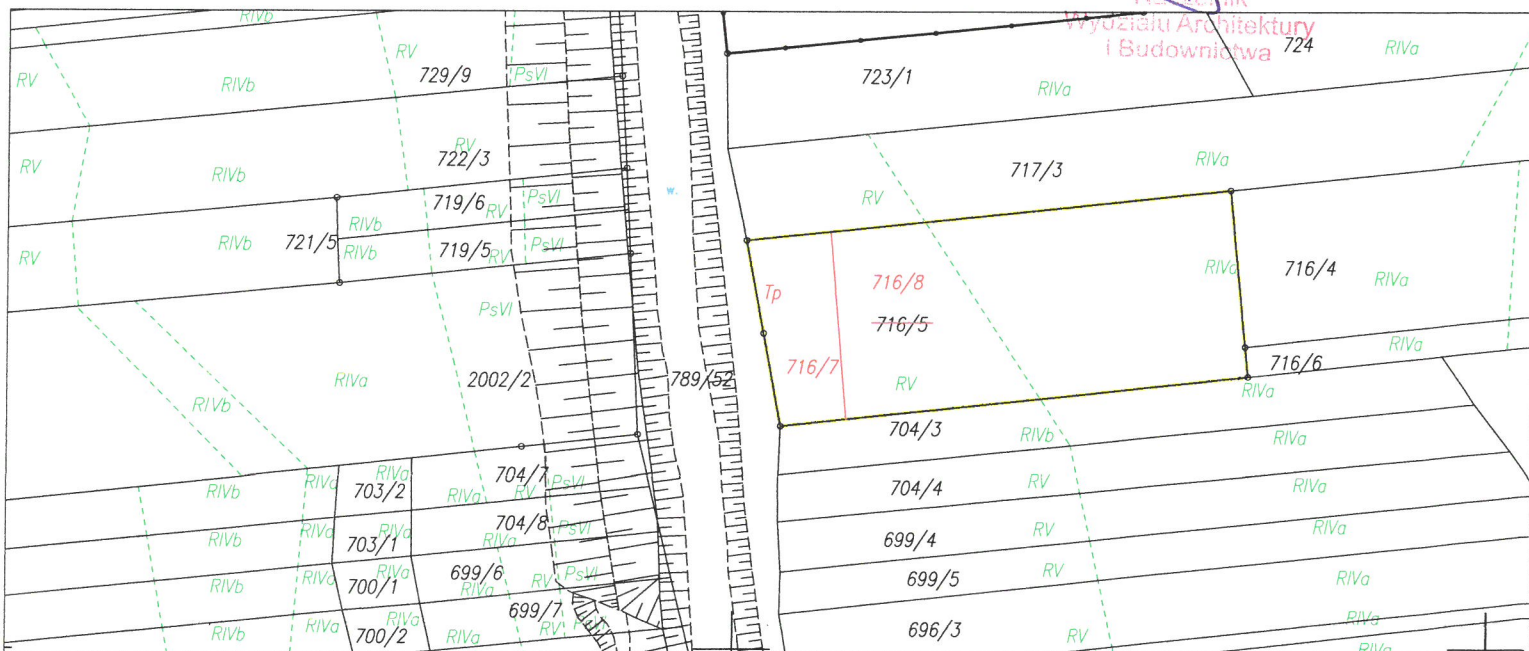 Wydziału Architektury
i Budownictwa
RIVb
RV
729/9
PsVI
723/1
724
RIVa
RV
RIVb
RIVa
RV
722/3
717/3
RIVa
RV
RIVb
w.
719/6
RV
PsVI
RV
RIVb
721/5
RIVb
RIVb
719/5
RV
PsVI
RV
716/8
RIVa
716/4
RIVa
Tp
PsVI
716/5
RIVa
716/7
716/6
RIVa
2002/2
789/52
RV
RIVa
RIVb
704/3
RIVb
RIVa
RIVb
RIVa
703/2
RIVa
RIVa
704/7
RV
PsVI
704/4
RV
RIVa
RIVb
RIVa
703/1
RIVa
704/8
RIVa
PsVI
699/4
RV
RIVa
RIVb
RIVa
700/1
RIVa
699/6
RIVa
RV
PsVI
699/5
RV
RIVa
RIVb
RIVa
700/2
RIVa
RIVa
699/7
RV
696/3
RV
RIVa
RIVa